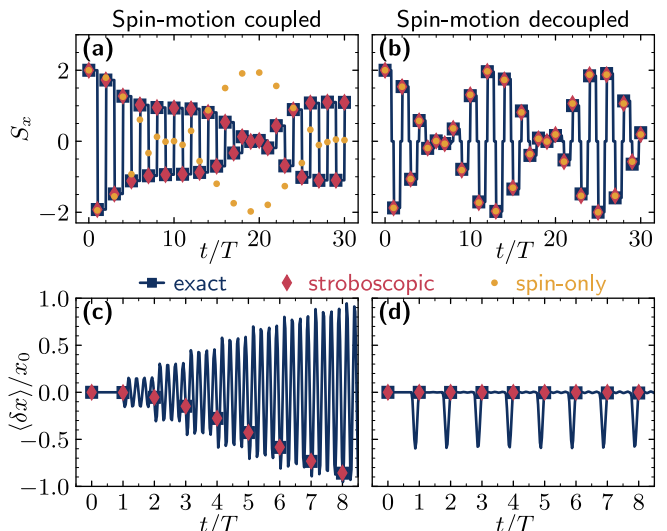 Spin-motion coupled
Spin-motion decoupled
(a)
(b)
S_x
2
0
−2
0 10 20 30
0 10 20 30
t/T
t/T
exact
stroboscopic
spin-only
(c)
(d)
⟨δx⟩/x_0
1.0
0.5
0.0
−0.5
−1.0
0 1 2 3 4 5 6 7 8
0 1 2 3 4 5 6 7 8
t/T
t/T